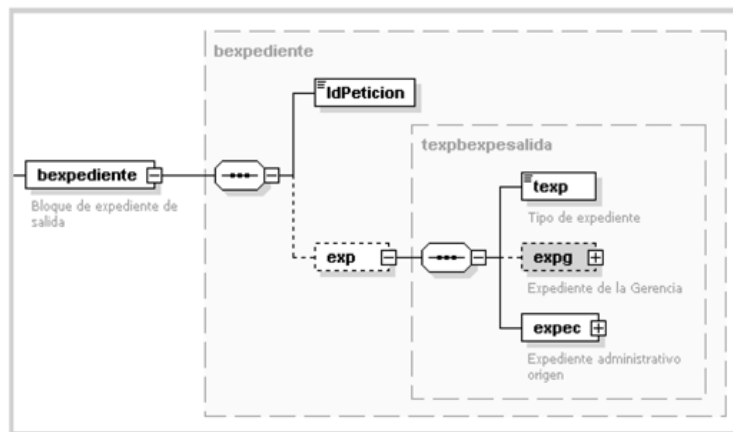 bexpediente
IdPeticion
texpbexpesalida
bexpediente
Bloque de expediente de
salida
texp
Tipo de expediente
exp
expg
Expediente de la Gerencia
expec
Expediente administrativo
origen